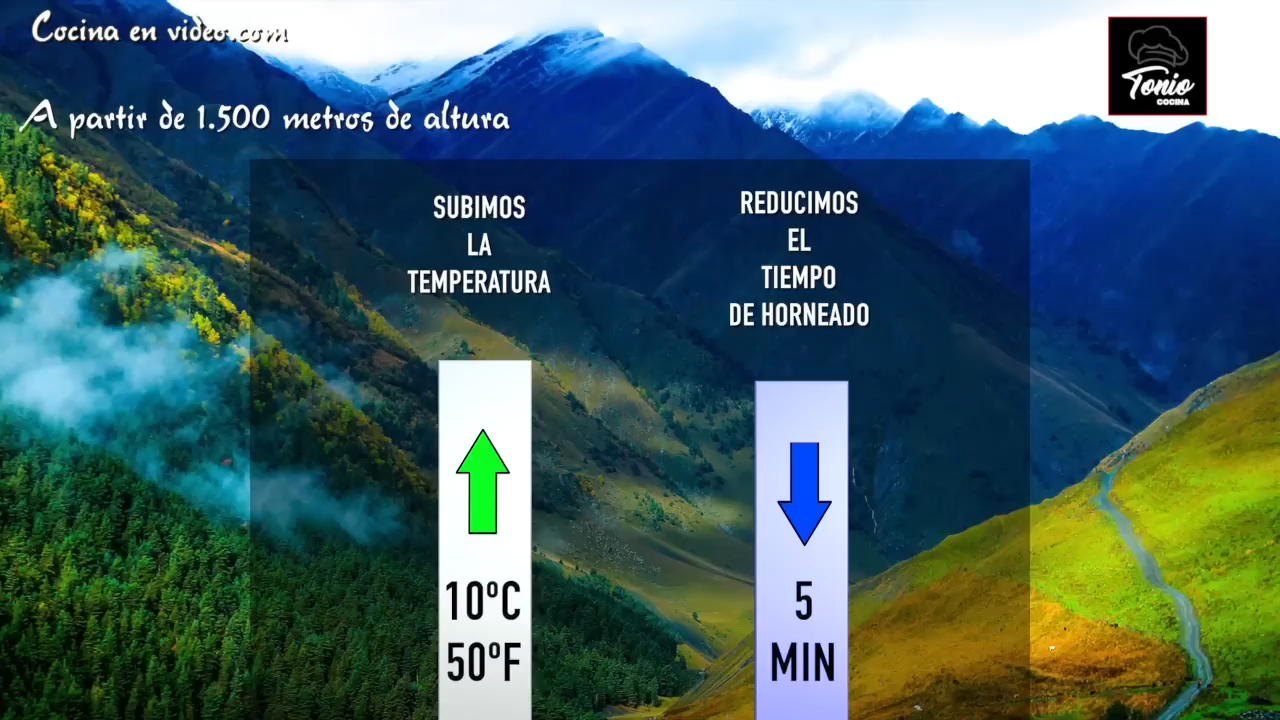 Cocina en video.com
Tonio
COCINA
A partir de 1.500 metros de altura
SUBIMOS
LA
TEMPERATURA
REDUCIMOS
EL
TIEMPO
DE HORNEADO
10ºC
50ºF
5
MIN